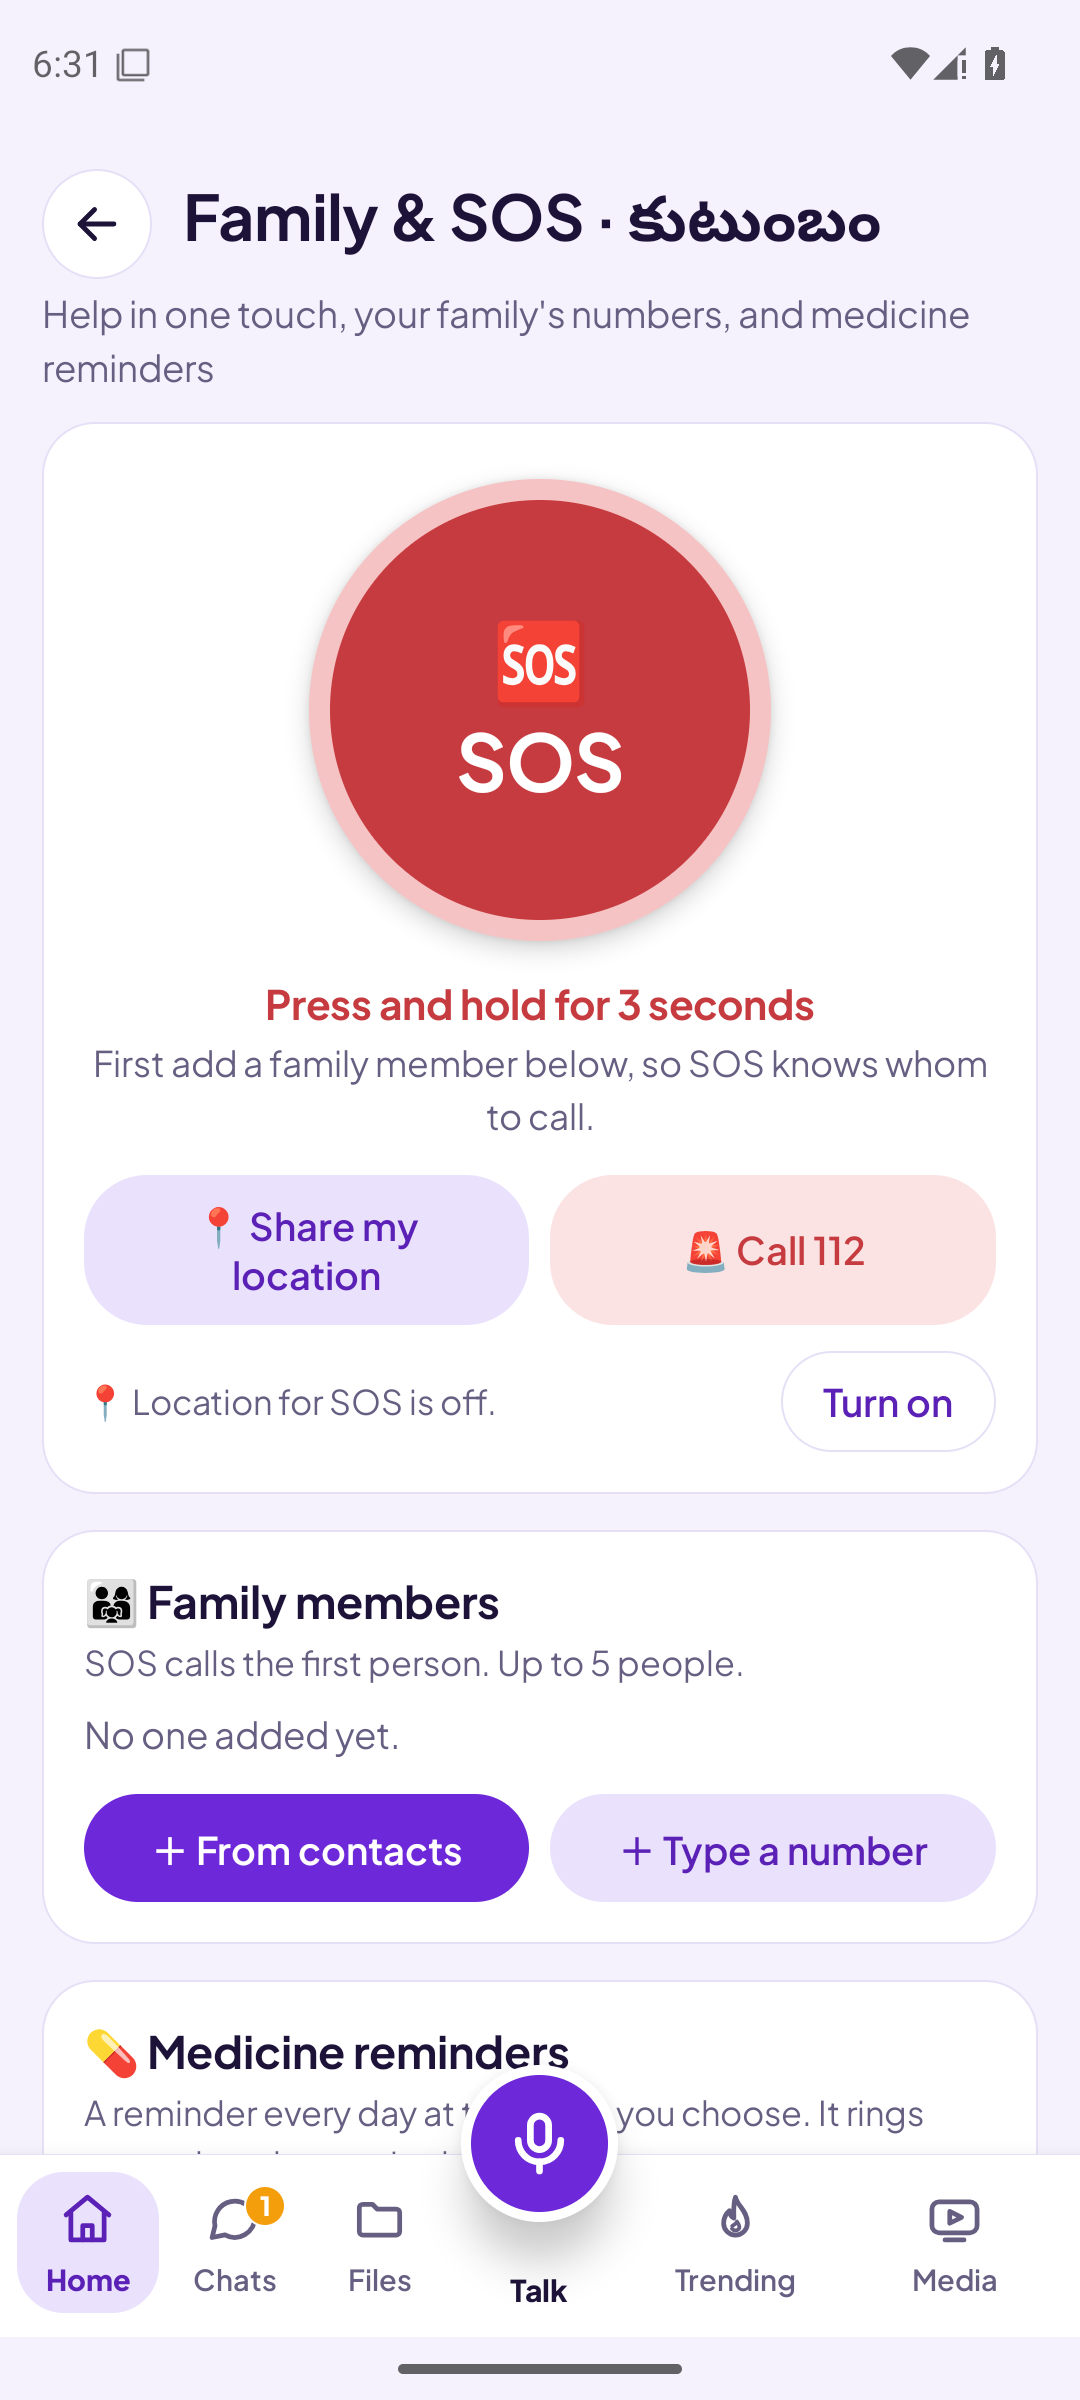 6:31
Family & SOS · కుటుంబం
Help in one touch, your family's numbers, and medicine
reminders
SOS
SOS
Press and hold for 3 seconds
First add a family member below, so SOS knows whom
to call.
Share my
location
Call 112
Location for SOS is off.
Turn on
Family members
SOS calls the first person. Up to 5 people.
No one added yet.
+ From contacts
+ Type a number
Medicine reminders
A reminder every day at
you choose. It rings
1
Home
Chats
Files
Talk
Trending
Media